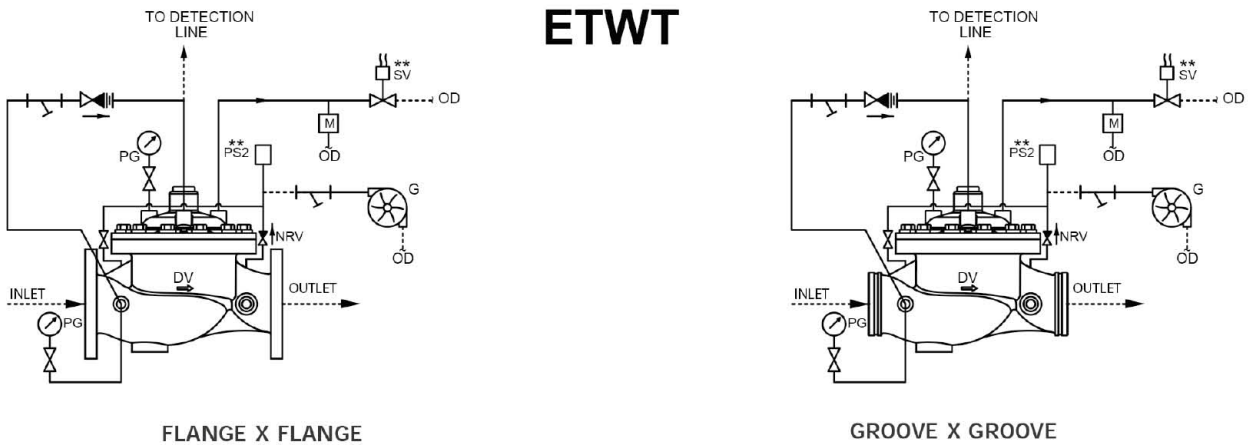 ETWT
TO DETECTION
LINE
**
SV
OD
M
OD
PG
**
PS2
G
NRV
OD
DV
INLET
OUTLET
PG
FLANGE X FLANGE
TO DETECTION
LINE
**
SV
OD
M
OD
PG
**
PS2
G
NRV
OD
DV
INLET
OUTLET
PG
GROOVE X GROOVE